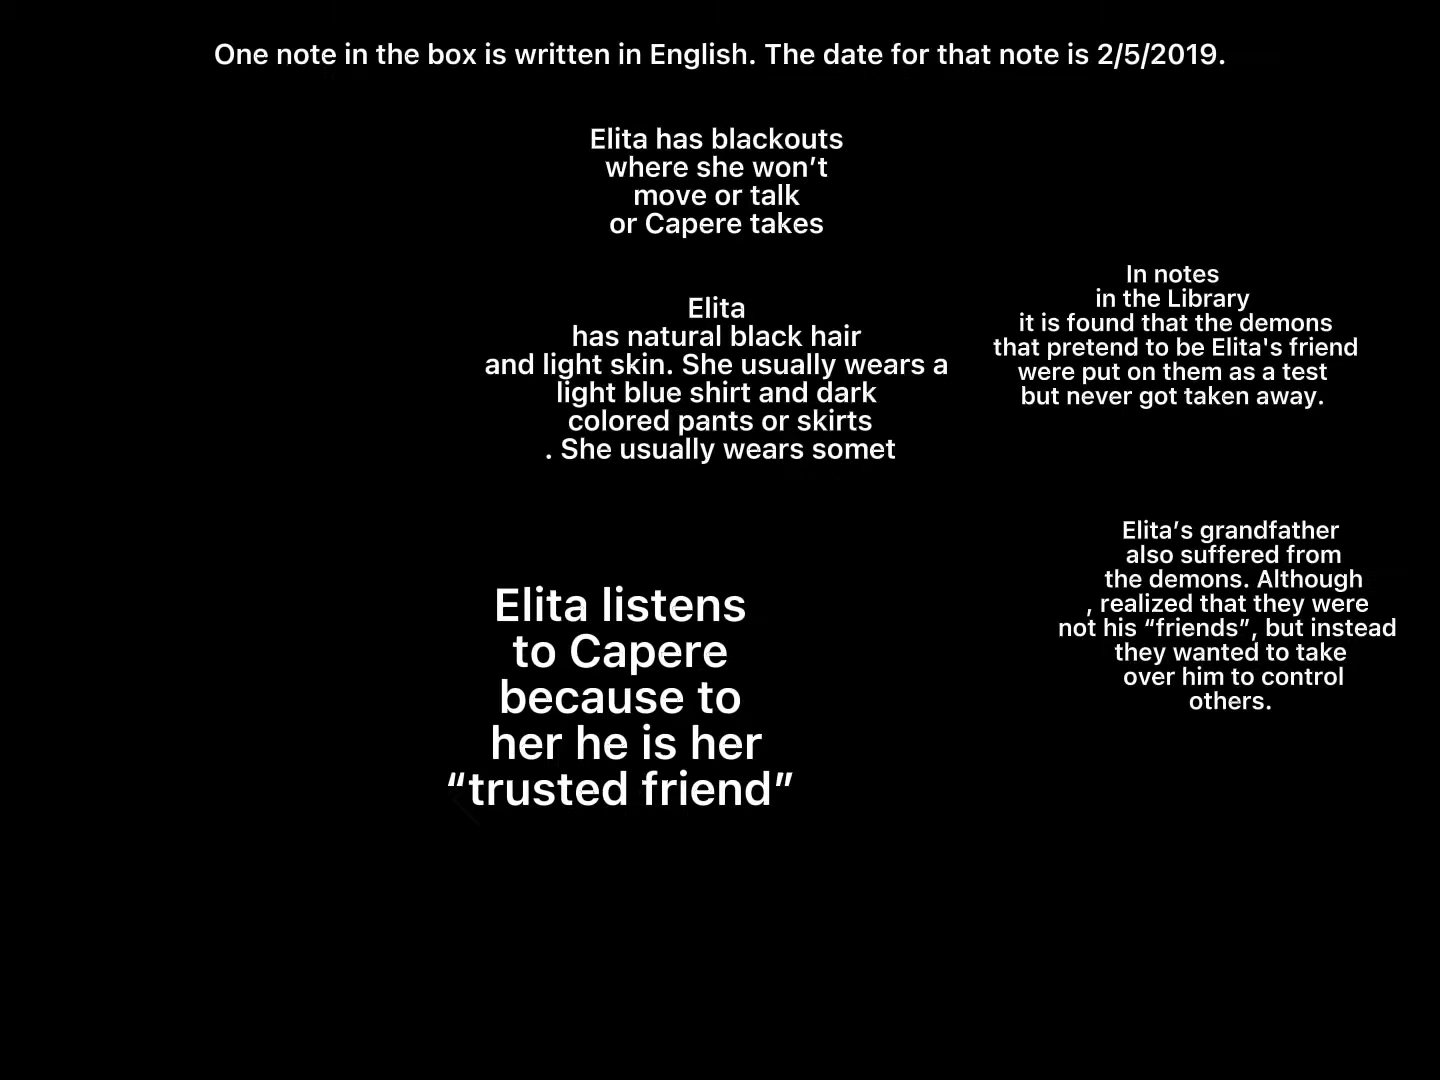 One note in the box is written in English. The date for that note is 2/5/2019.
Elita has blackouts
where she won’t
move or talk
or Capere takes
Elita
has natural black hair
and light skin. She usually wears a
light blue shirt and dark
colored pants or skirts
. She usually wears somet
In notes
in the Library
it is found that the demons
that pretend to be Elita's friend
were put on them as a test
but never got taken away.
Elita’s grandfather
also suffered from
the demons. Although
, realized that they were
not his “friends”, but instead
they wanted to take
over him to control
others.
Elita listens
to Capere
because to
her he is her
“trusted friend”